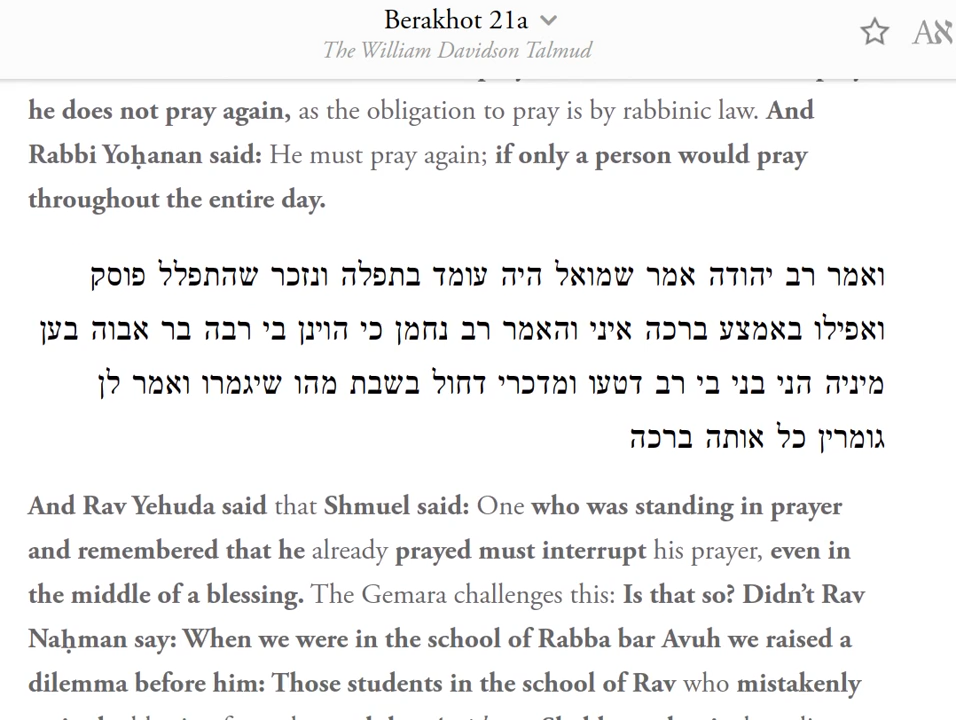 Berakhot 21a
The William Davidson Talmud
he does not pray again, as the obligation to pray is by rabbinic law. And
Rabbi Yoḥanan said: He must pray again; if only a person would pray
throughout the entire day.
ואמר רב יהודה אמר שמואל היה עומד בתפלה ונזכר שהתפלל פוסק
ואפילו באמצע ברכה איני והאמר רב נחמן כי הוינן בי רבה בר אבוה בען
מיניה הני בני בי רב דטעו ומדכרי דחול בשבת מהו שיגמרו ואמר לן
גומרין כל אותה ברכה
And Rav Yehuda said that Shmuel said: One who was standing in prayer
and remembered that he already prayed must interrupt his prayer, even in
the middle of a blessing. The Gemara challenges this: Is that so? Didn’t Rav
Naḥman say: When we were in the school of Rabba bar Avuh we raised a
dilemma before him: Those students in the school of Rav who mistakenly